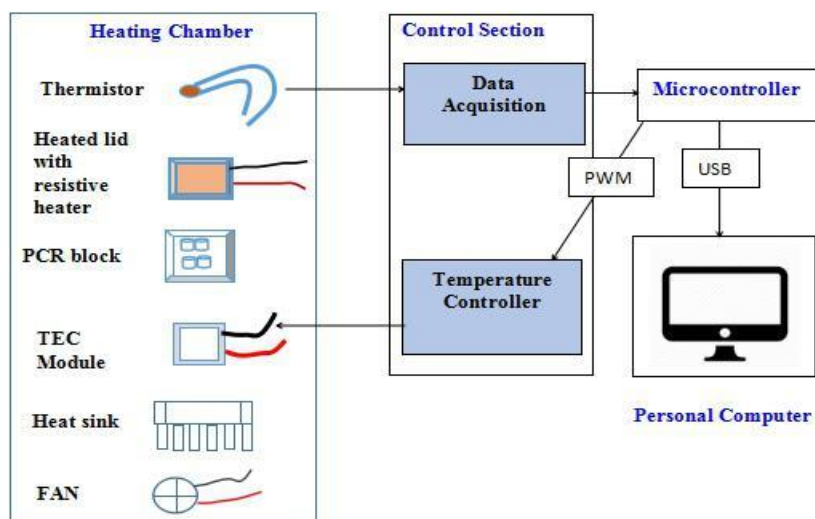 Heating Chamber
Thermistor
Heated lid
with
resistive
heater
PCR block
TEC
Module
Heat sink
FAN
Control Section
Data
Acquisition
Temperature
Controller
PWM
Microcontroller
USB
Personal Computer